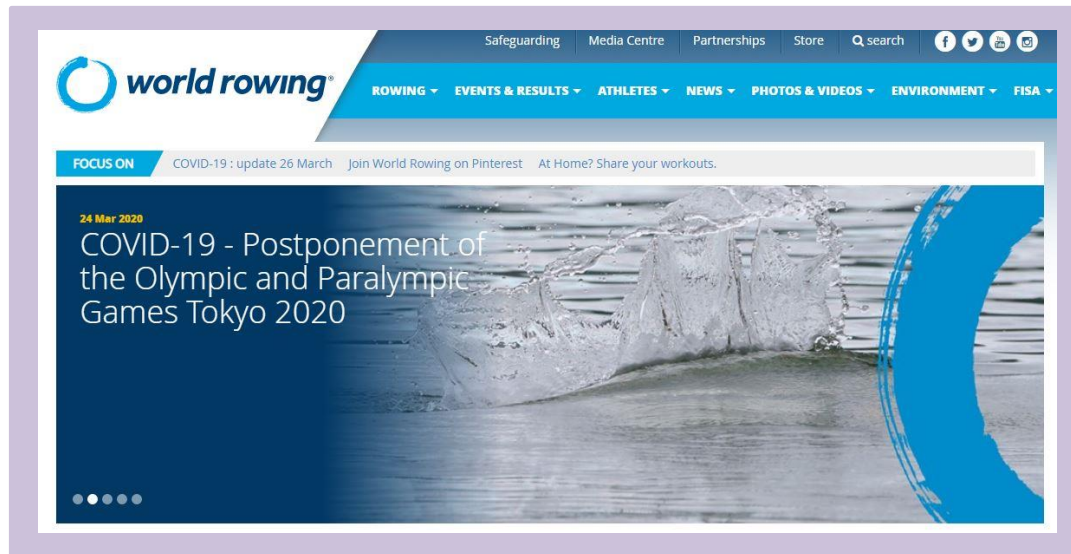 Safeguarding Media Centre Partnerships Store search
world rowing®
ROWING EVENTS & RESULTS ATHLETES NEWS PHOTOS & VIDEOS ENVIRONMENT FISA
FOCUS ON COVID-19 : update 26 March Join World Rowing on Pinterest At Home? Share your workouts.
24 Mar 2020
COVID-19 - Postponement of
the Olympic and Paralympic
Games Tokyo 2020